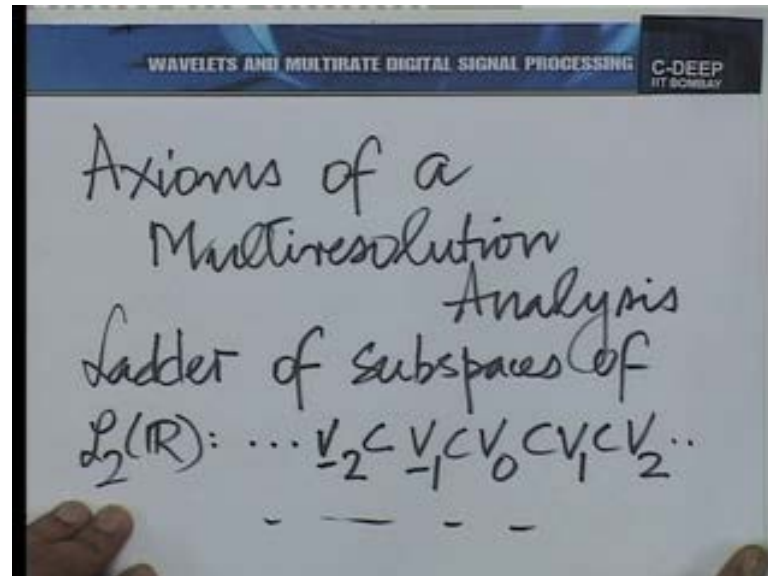 WAVELETS AND MULTIRATE DIGITAL SIGNAL PROCESSING
C-DEEP
IIT BOMBAY
Axioms of a
Multiresolution
Analysis
Ladder of subspaces of
L₂(ℝ): ... V₋₂ ⊂ V₋₁ ⊂ V₀ ⊂ V₁ ⊂ V₂ ..